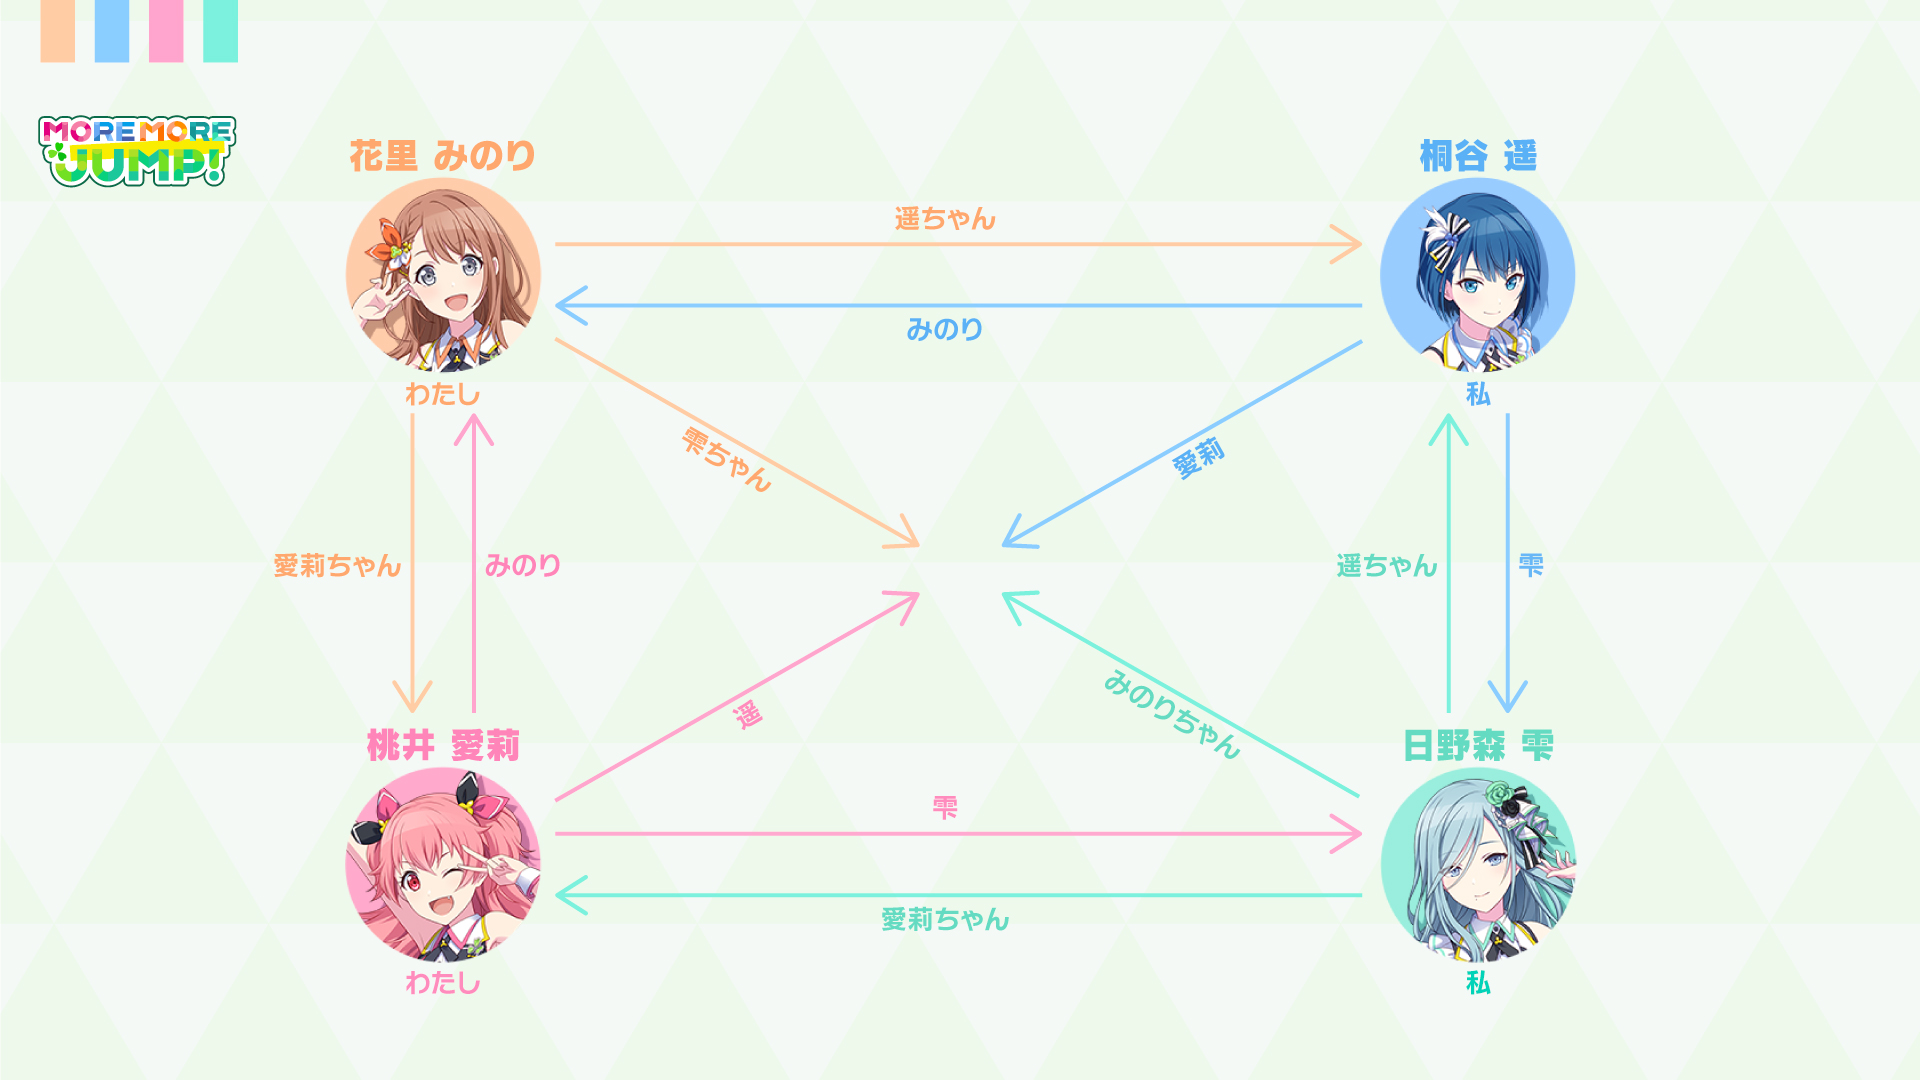 MORE MORE
JUMP!
花里 みのり
桐谷 遥
遥ちゃん
みのり
わたし
私
雫ちゃん
愛莉
愛莉ちゃん
みのり
遥ちゃん
雫
遥
みのりちゃん
桃井 愛莉
日野森 雫
雫
愛莉ちゃん
わたし
私